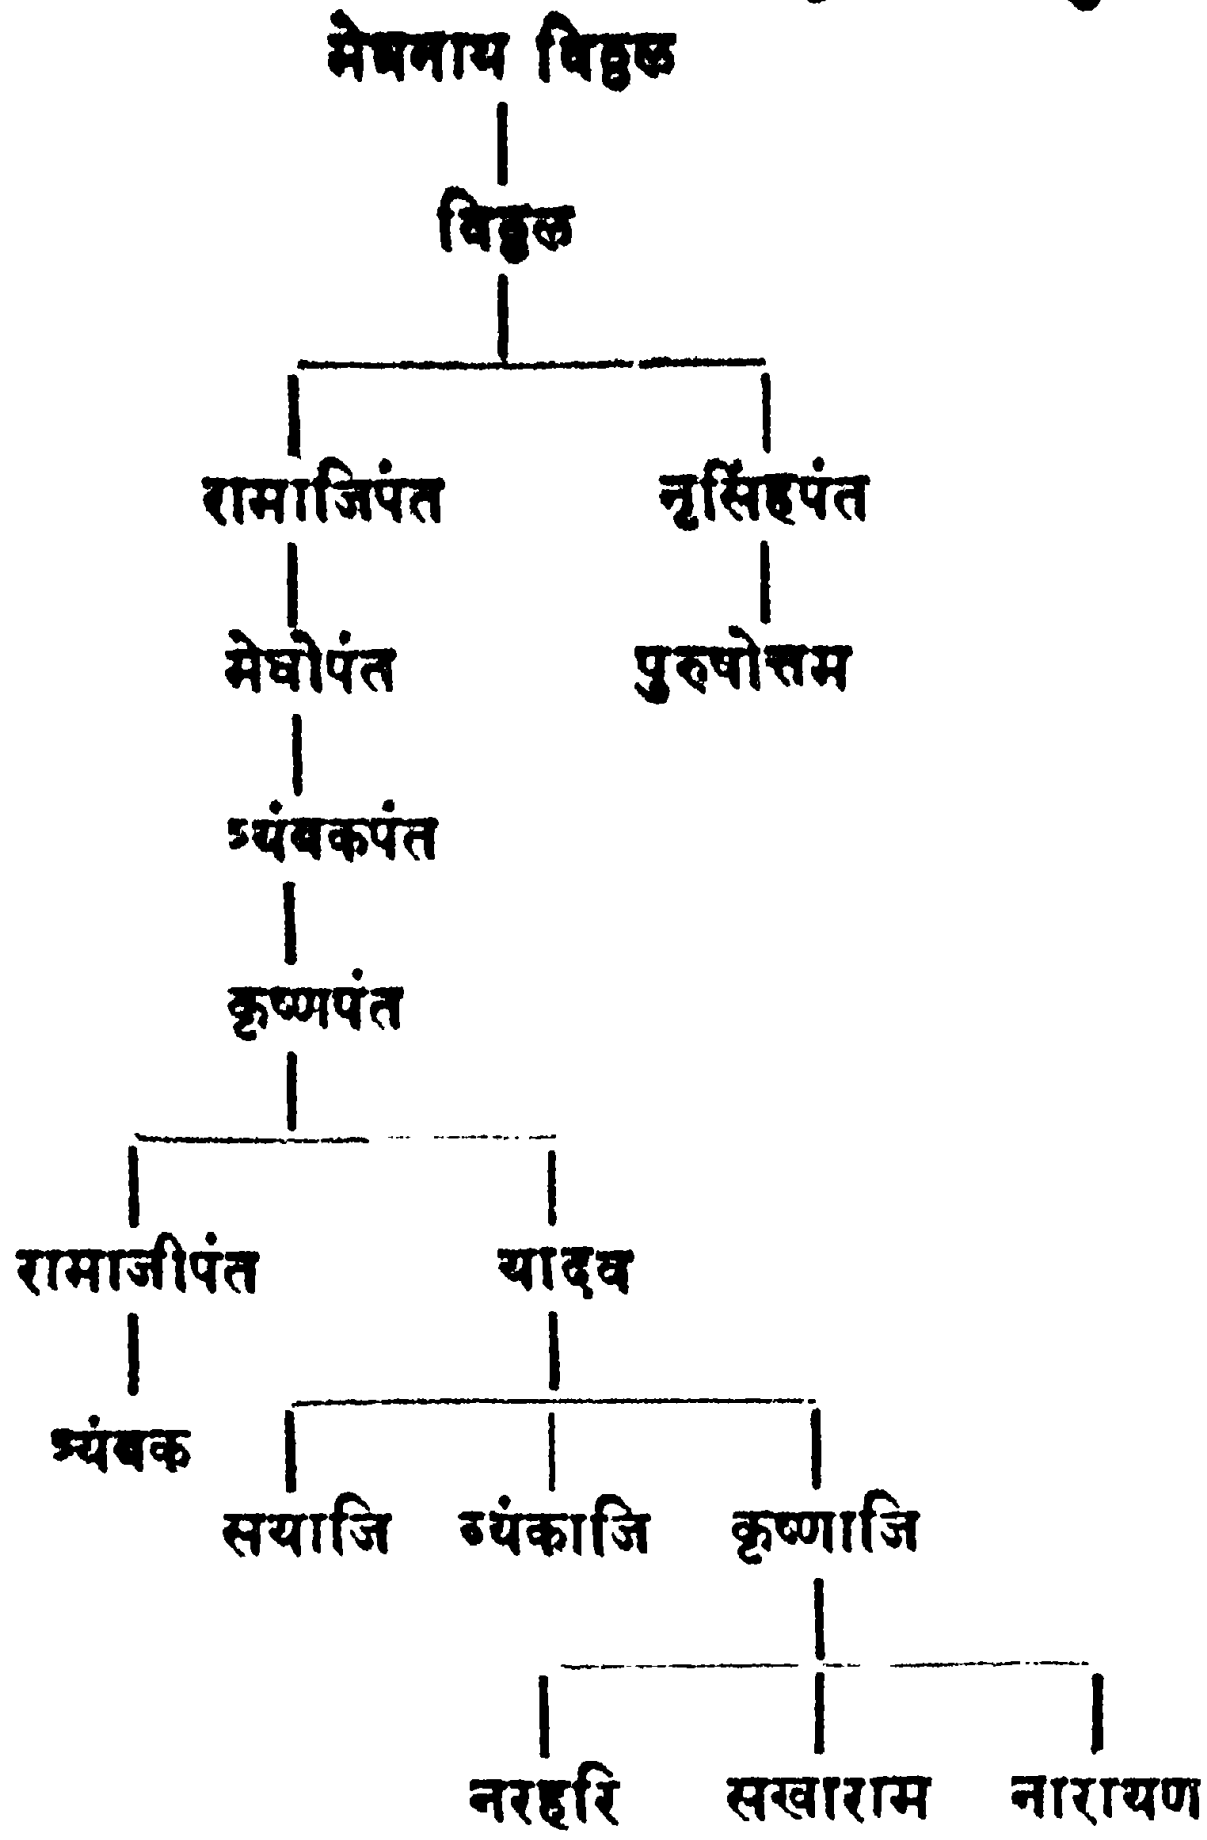 मेघनाथ विठ्ठल
विठ्ठल
रामाजिपंत नृसिंहपंत
मेघोपंत पुरुषोत्तम
त्र्यंबकपंत
कृष्णपंत
रामाजीपंत यादव
त्र्यंबक
सयाजि व्यंकाजि कृष्णाजि
नरहरि सखाराम नारायण